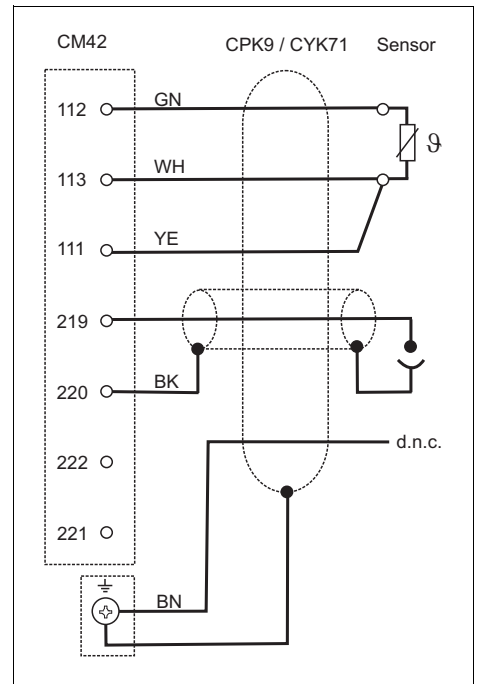 CM42 CPK9 / CYK71 Sensor
112 GN
ϑ
113 WH
111 YE
219
220 BK
d.n.c.
222
221
BN